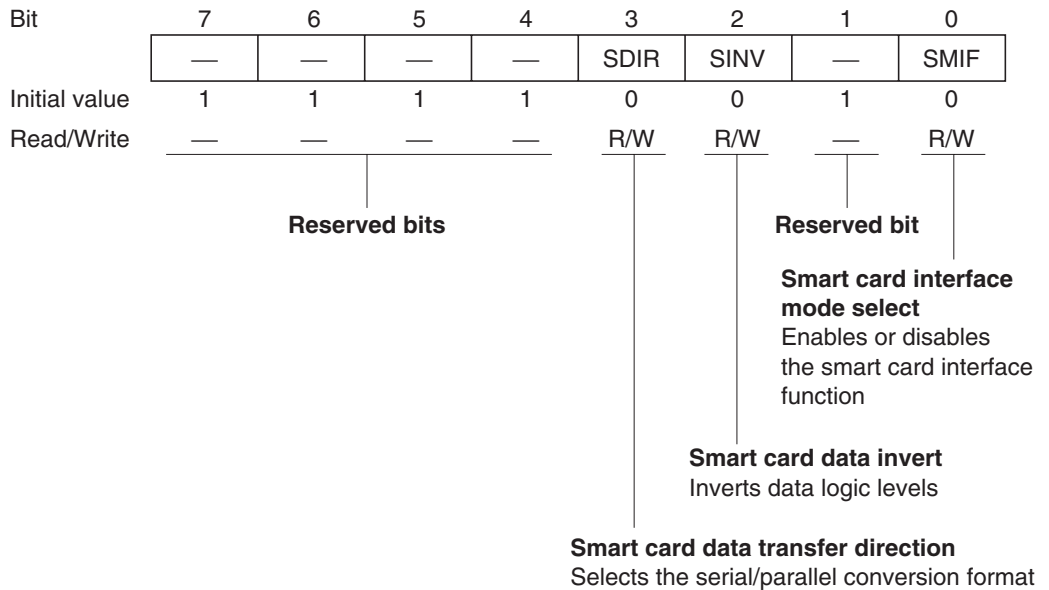 Bit 7 6 5 4 3 2 1 0
— — — — SDIR SINV — SMIF
Initial value 1 1 1 1 0 0 1 0
Read/Write — — — — R/W R/W — R/W
Reserved bits
Reserved bit
Smart card interface
mode select
Enables or disables
the smart card interface
function
Smart card data invert
Inverts data logic levels
Smart card data transfer direction
Selects the serial/parallel conversion format